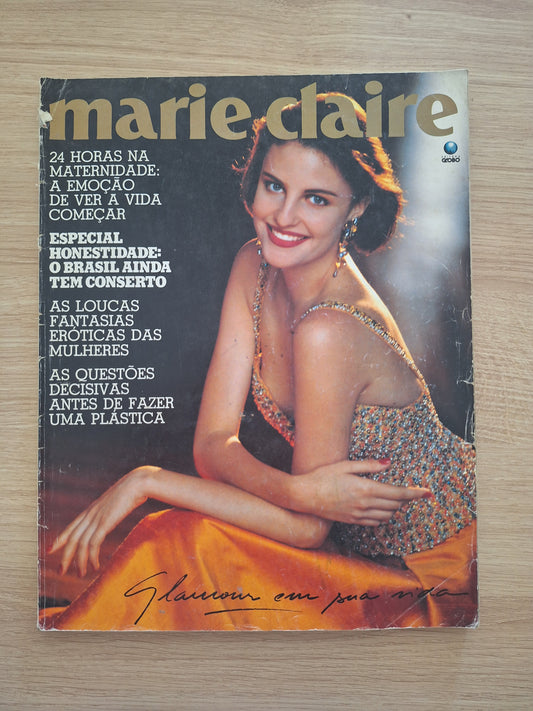 marie claire
GLOBO
24 HORAS NA
MATERNIDADE:
A EMOÇÃO
DE VER A VIDA
COMEÇAR
ESPECIAL
HONESTIDADE:
O BRASIL AINDA
TEM CONSERTO
AS LOUCAS
FANTASIAS
ERÓTICAS DAS
MULHERES
AS QUESTÕES
DECISIVAS
ANTES DE FAZER
UMA PLÁSTICA
Glamour em sua vida